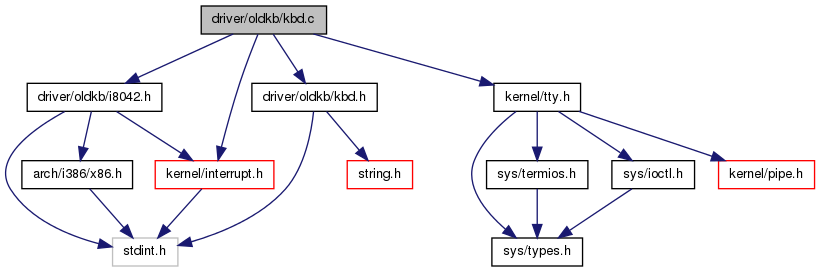 driver/oldkb/kbd.c
driver/oldkb/i8042.h
driver/oldkb/kbd.h
kernel/tty.h
arch/i386/x86.h
kernel/interrupt.h
string.h
sys/termios.h
sys/ioctl.h
kernel/pipe.h
stdint.h
sys/types.h